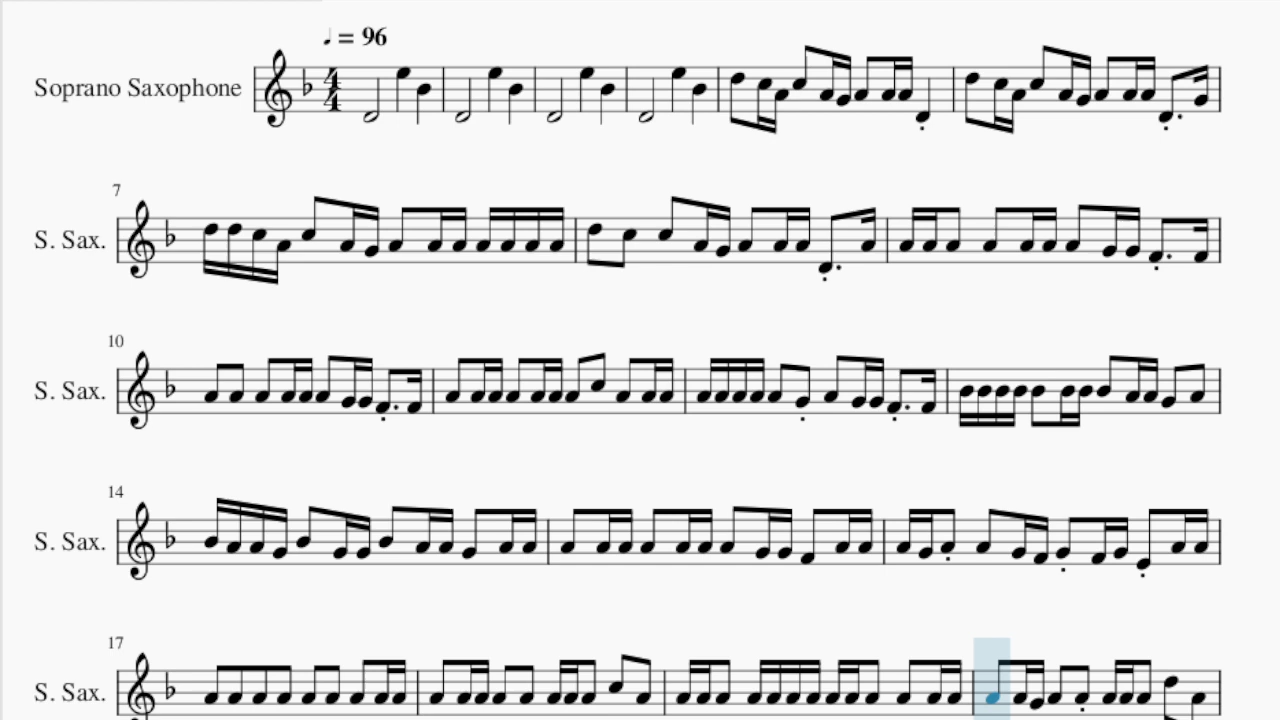 ♩ = 96
Soprano Saxophone
4
4
7
S. Sax.
10
S. Sax.
14
S. Sax.
17
S. Sax.